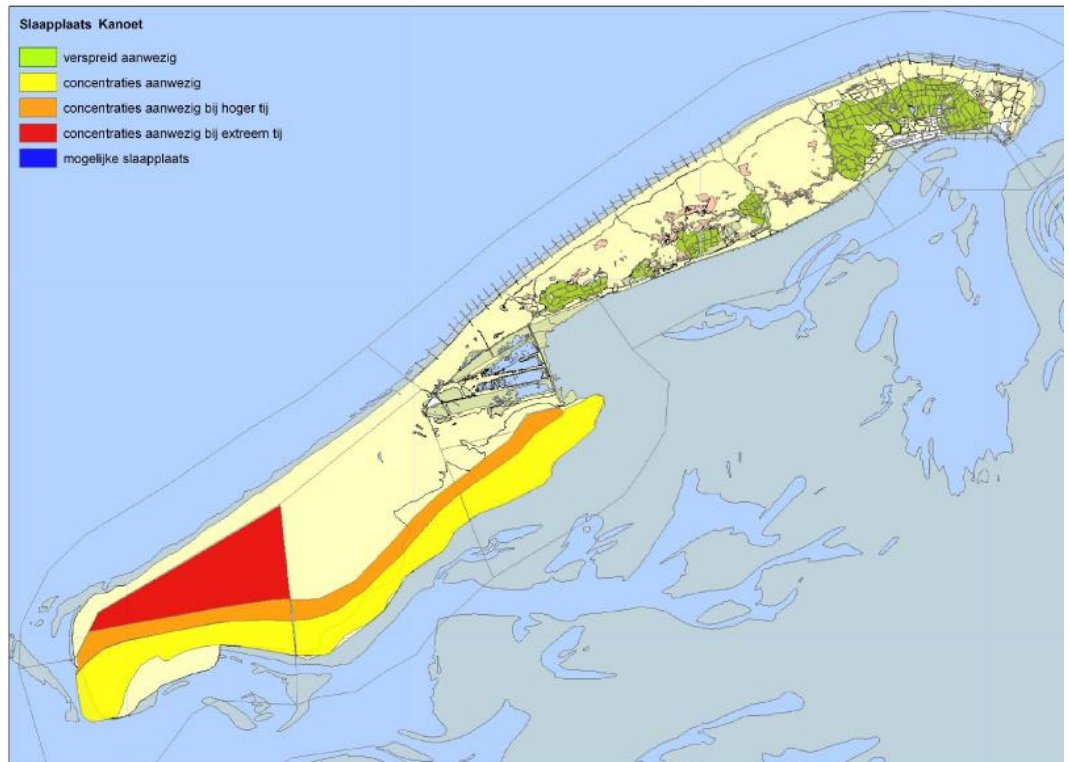 Slaapplaats Kanoet
verspreid aanwezig
concentraties aanwezig
concentraties aanwezig bij hoger tij
concentraties aanwezig bij extreem tij
mogelijke slaapplaats